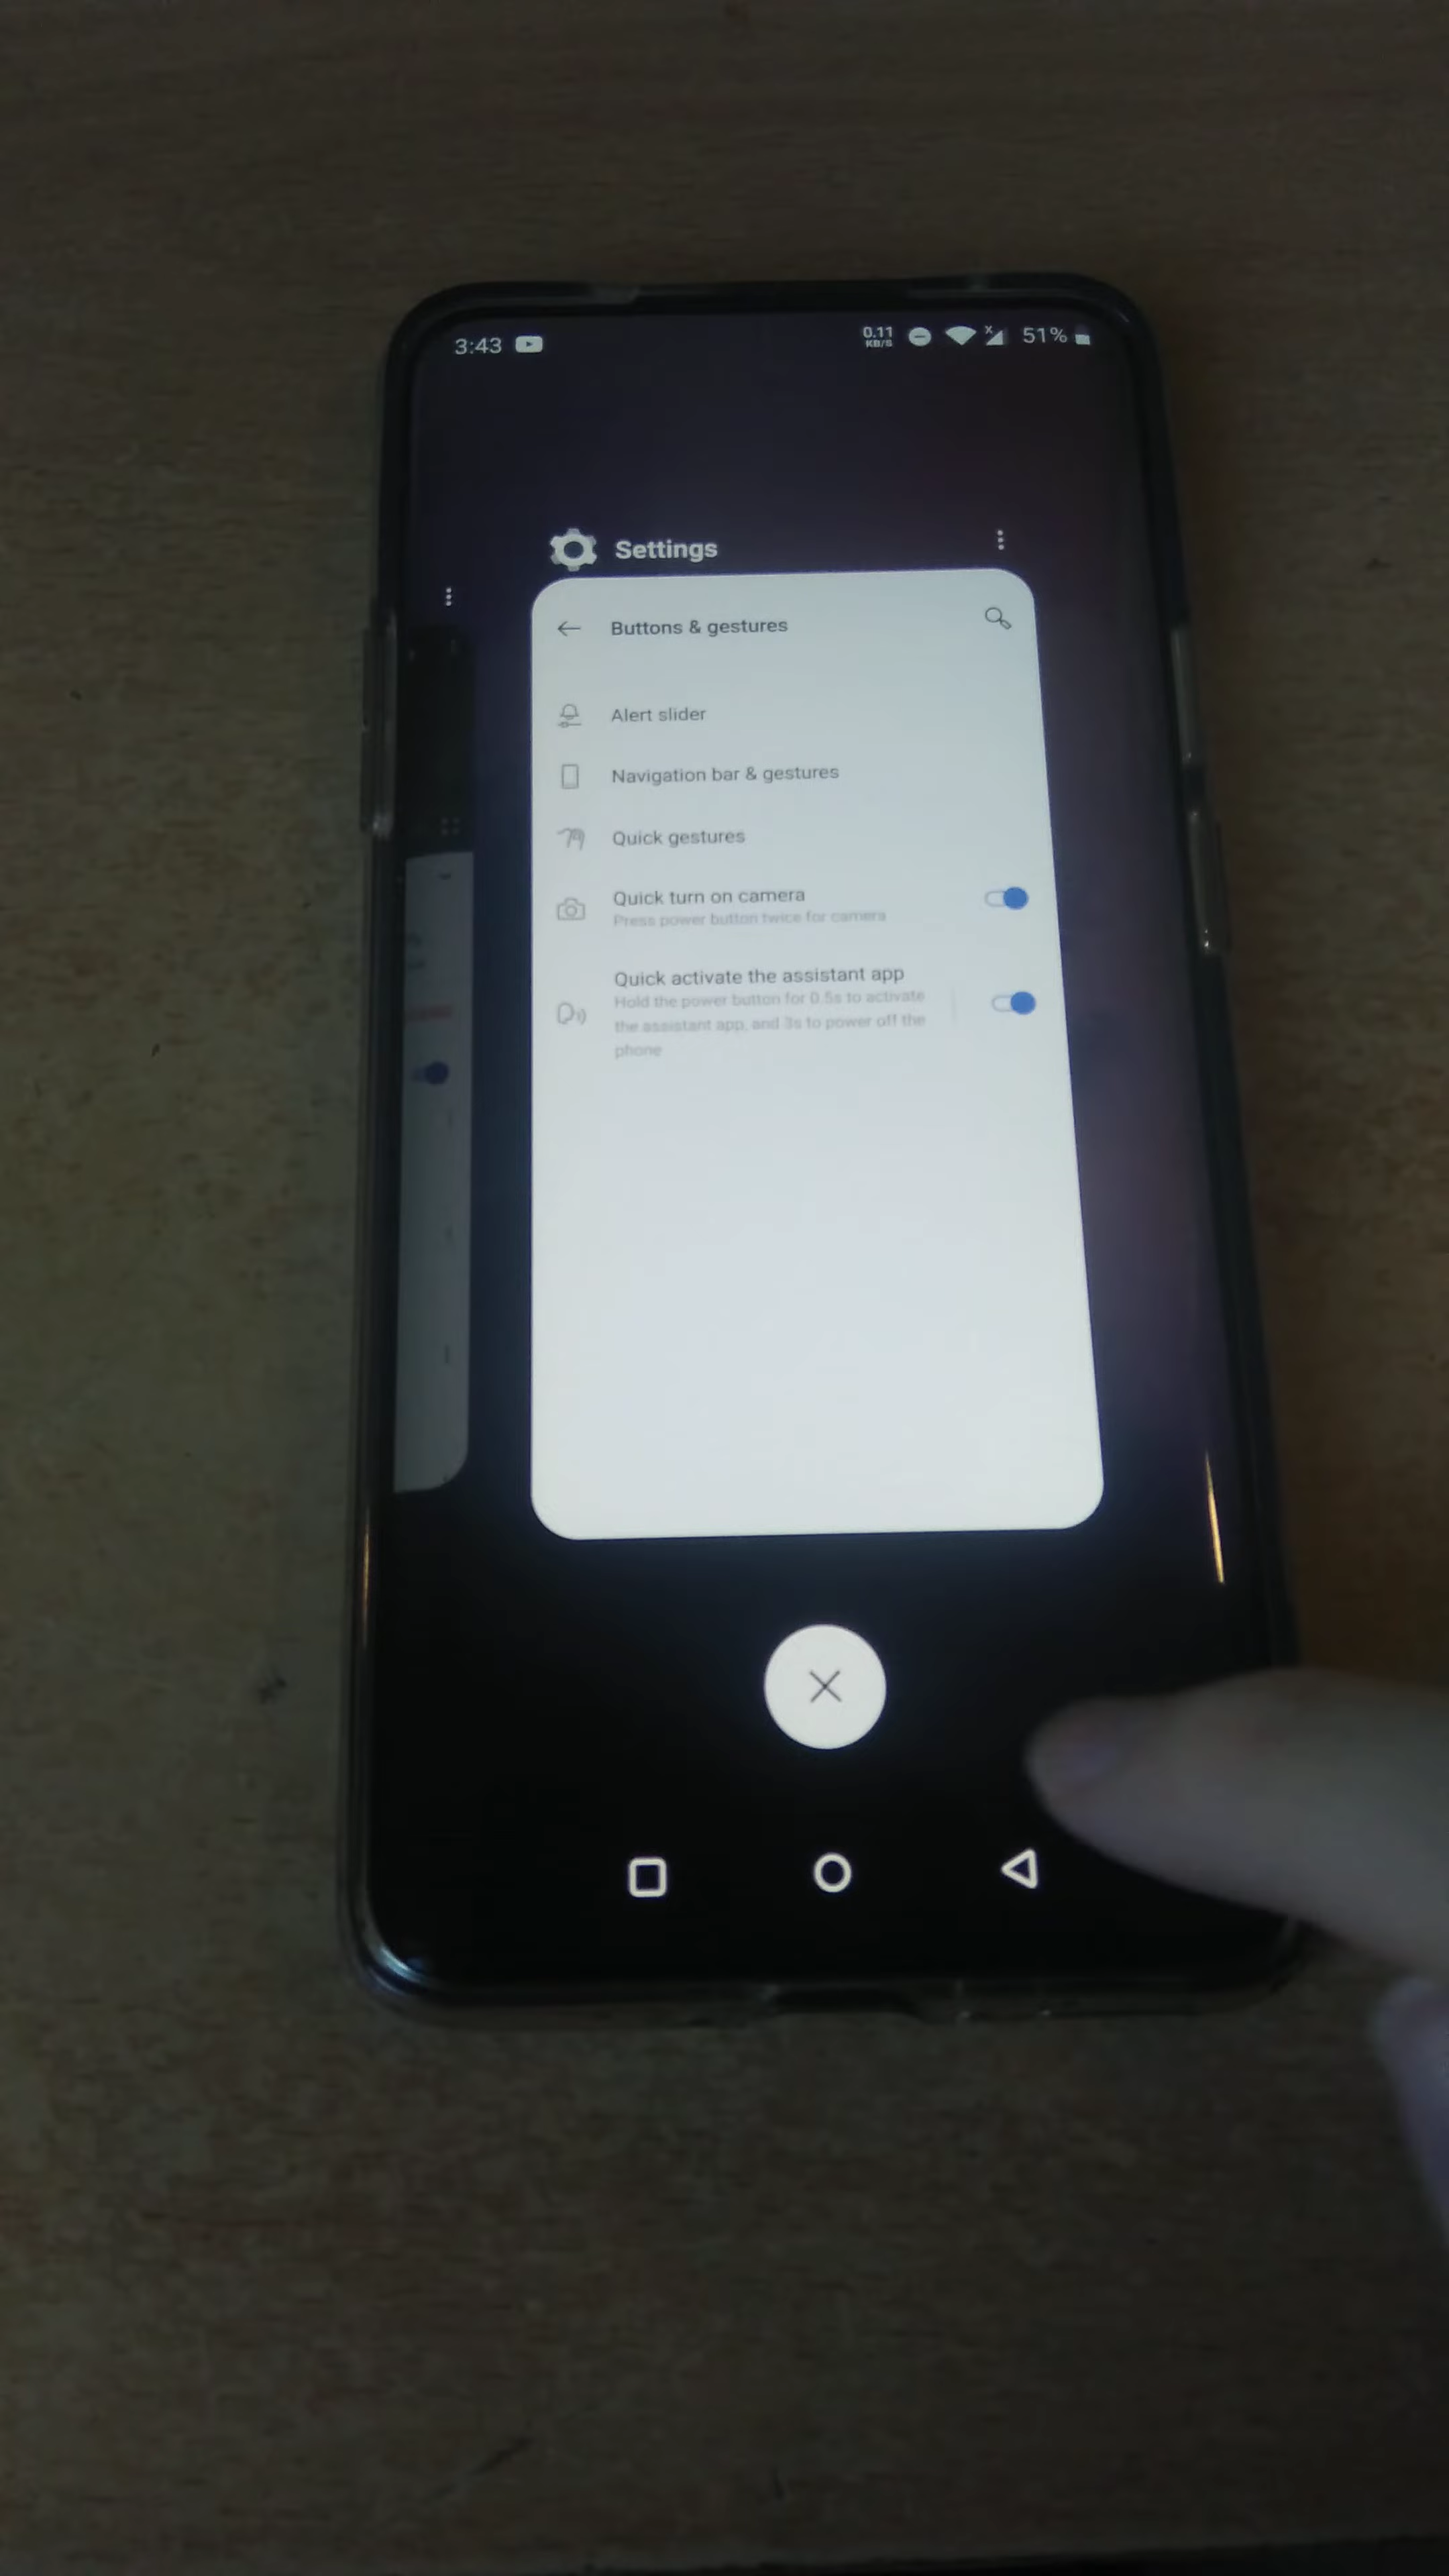 3:43
0.11
KB/S
51%
Settings
Buttons & gestures
Alert slider
Navigation bar & gestures
Quick gestures
Quick turn on camera
Press power button twice for camera
Quick activate the assistant app
Hold the power button for 0.5s to activate
the assistant app, and 3s to power off the
phone